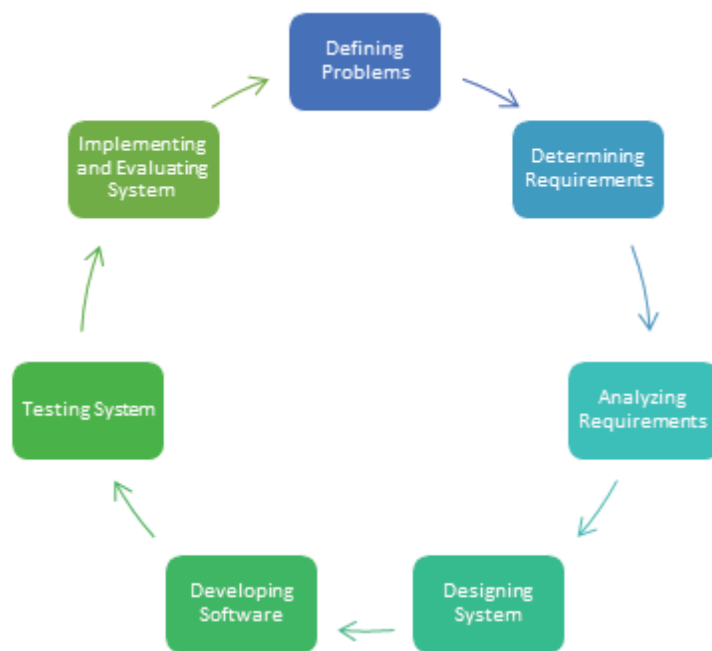 Defining
Problems
Determining
Requirements
Analyzing
Requirements
Designing
System
Developing
Software
Testing System
Implementing
and Evaluating
System